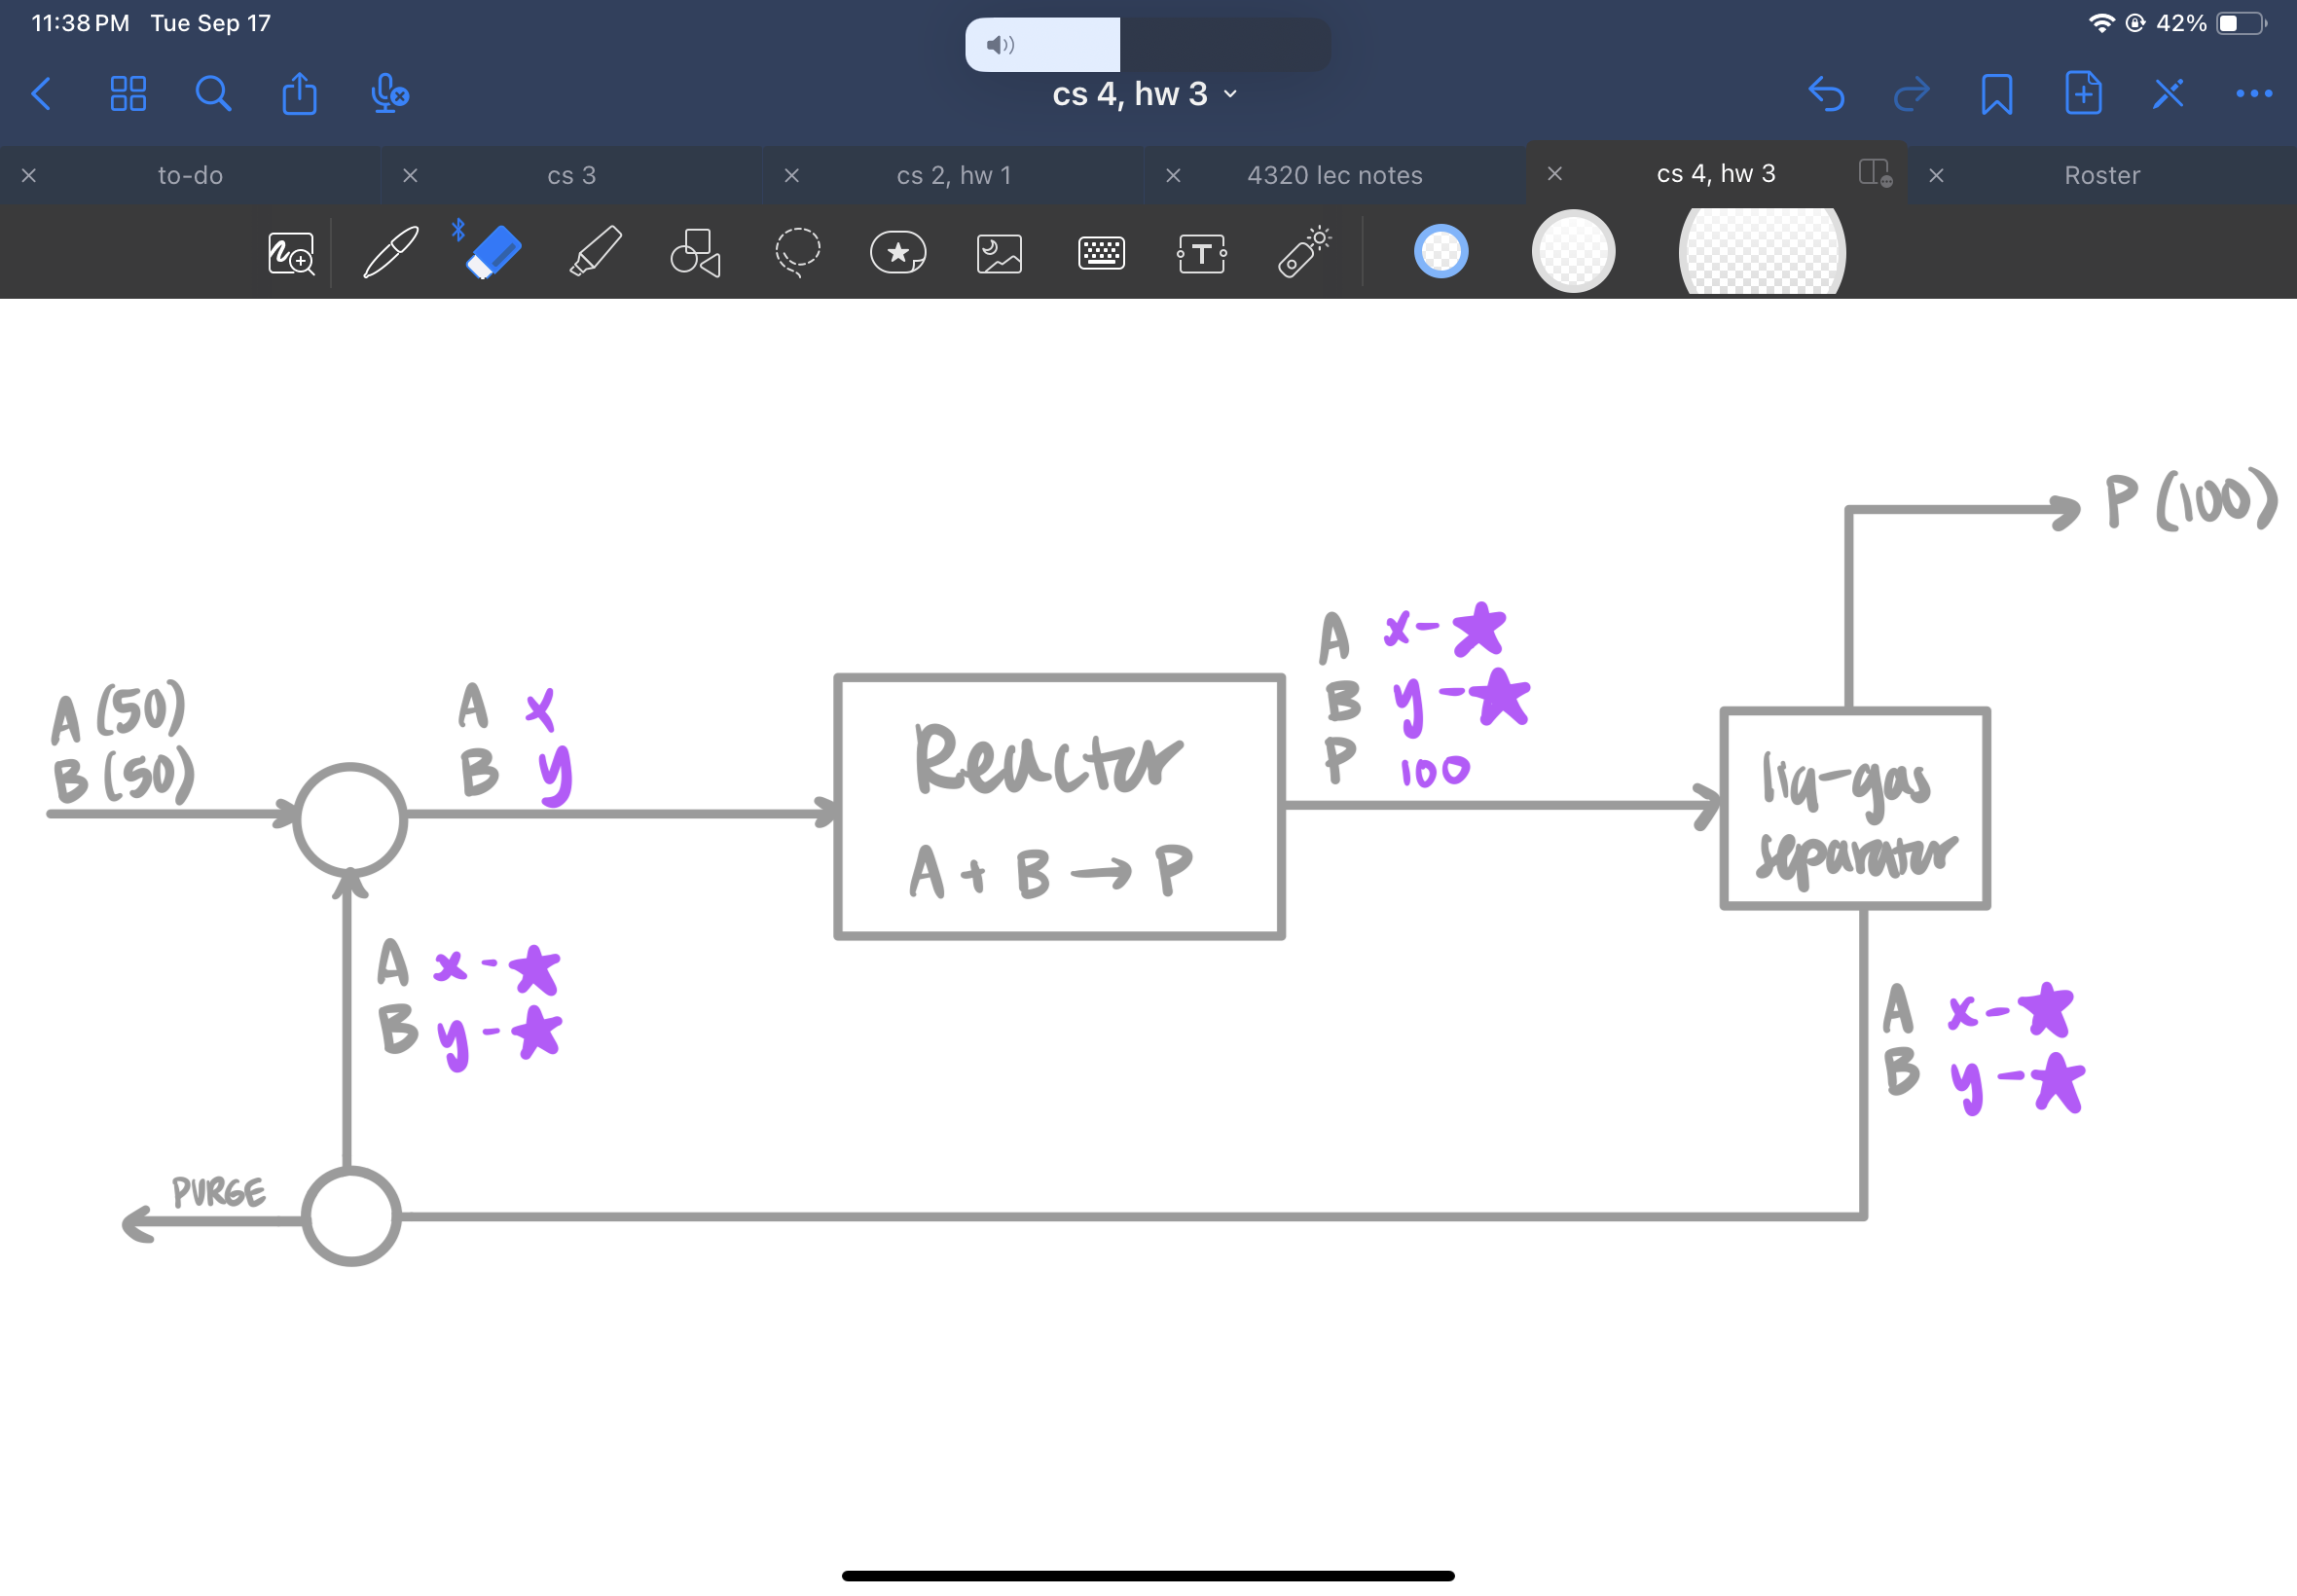 11:38 PM Tue Sep 17
42%
cs 4, hw 3
to-do
cs 3
cs 2, hw 1
4320 lec notes
cs 4, hw 3
Roster
T
P (100)
A x-★
B y-★
P 100
A (50)
B (50)
A x
B y
Reactor
A + B → P
liq-gas
separator
A x-★
B y-★
A x-★
B y-★
PURGE